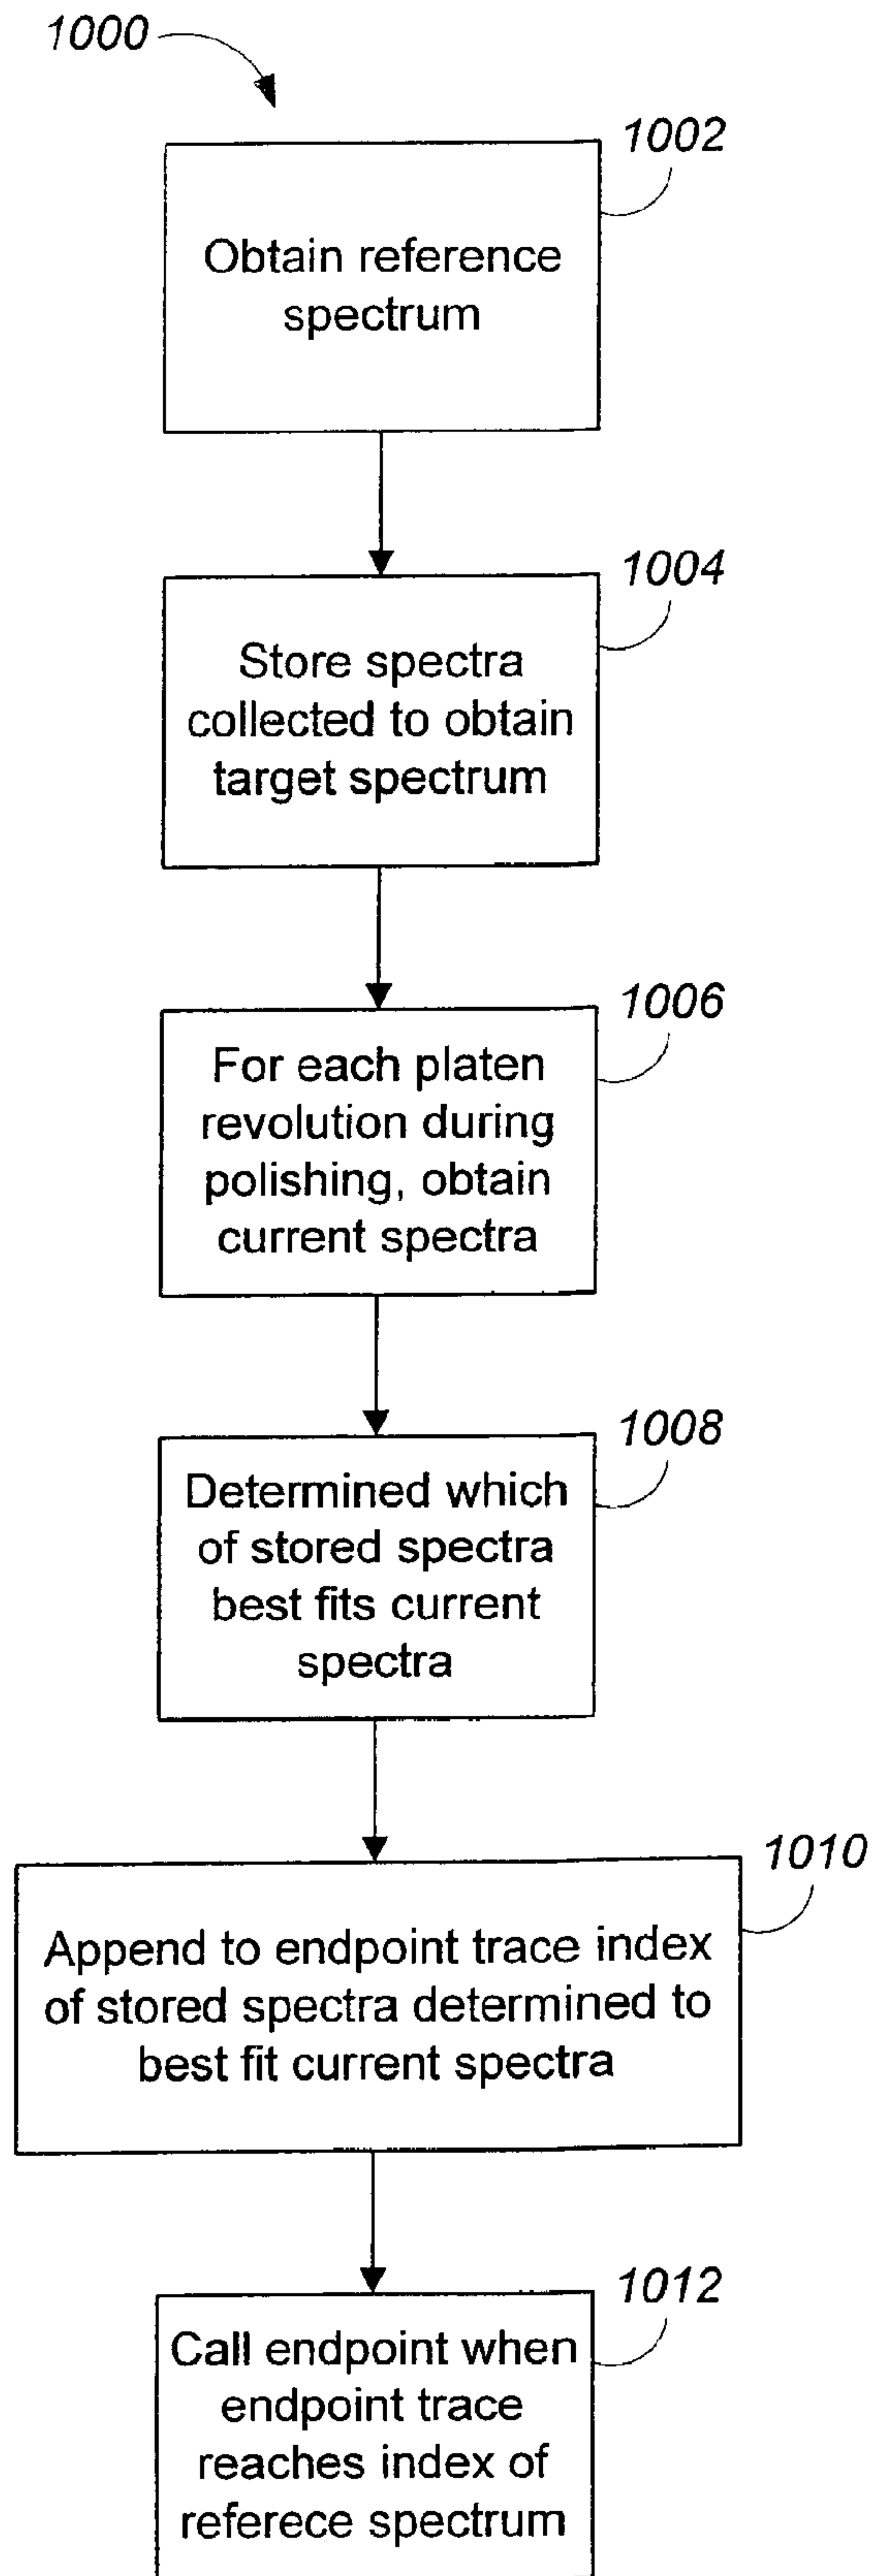 1000
1002
Obtain reference
spectrum
1004
Store spectra
collected to obtain
target spectrum
1006
For each platen
revolution during
polishing, obtain
current spectra
1008
Determined which
of stored spectra
best fits current
spectra
1010
Append to endpoint trace index
of stored spectra determined to
best fit current spectra
1012
Call endpoint when
endpoint trace
reaches index of
referece spectrum